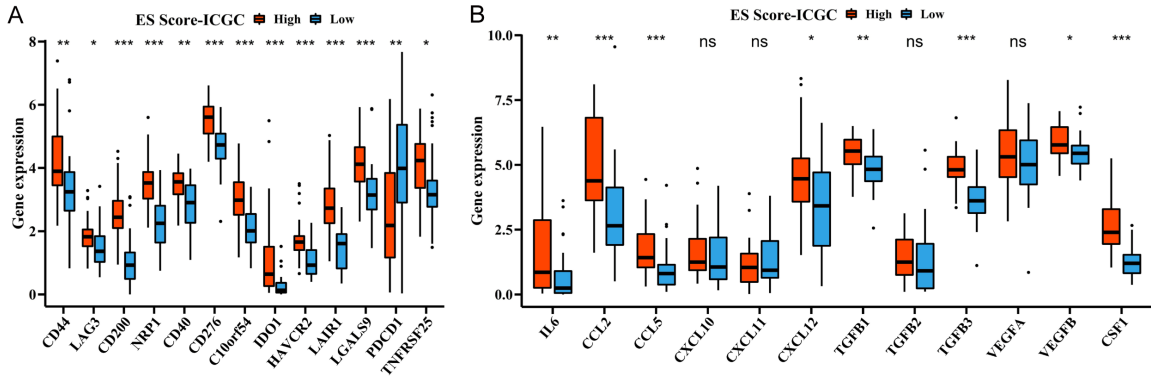 A
ES Score-ICGC High Low
** * *** *** ** *** *** *** *** *** *** ** *
8
6
4
2
0
Gene expression
CD44 LAG3 CD200 NRP1 CD40 CD276 C10orf54 IDO1 HAVCR2 LAIR1 LGALS9 PDCD1 TNFRSF25
B
ES Score-ICGC High Low
** *** *** ns ns * ** ns *** ns * ***
10.0
7.5
5.0
2.5
0.0
Gene expression
IL6 CCL2 CCL5 CXCL10 CXCL11 CXCL12 TGFB1 TGFB2 TGFB3 VEGFA VEGFB CSF1